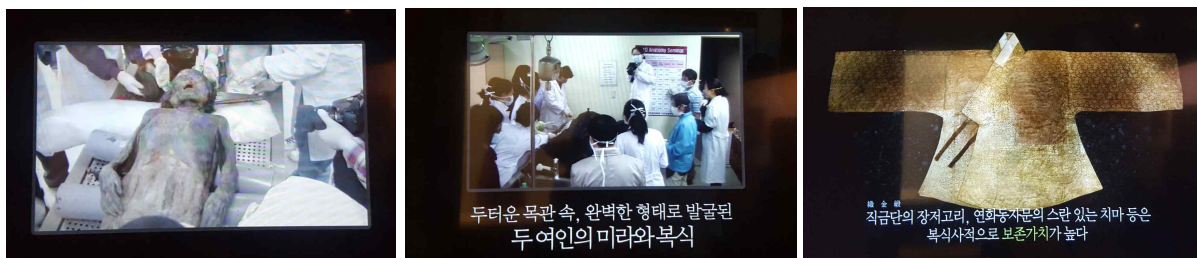 Anatomy Seminar
두터운 목관 속, 완벽한 형태로 발굴된
두 여인의 미라와 복식
織金緞
직금단의 장저고리, 연화동자문의 스란 있는 치마 등은
복식사적으로 보존가치가 높다